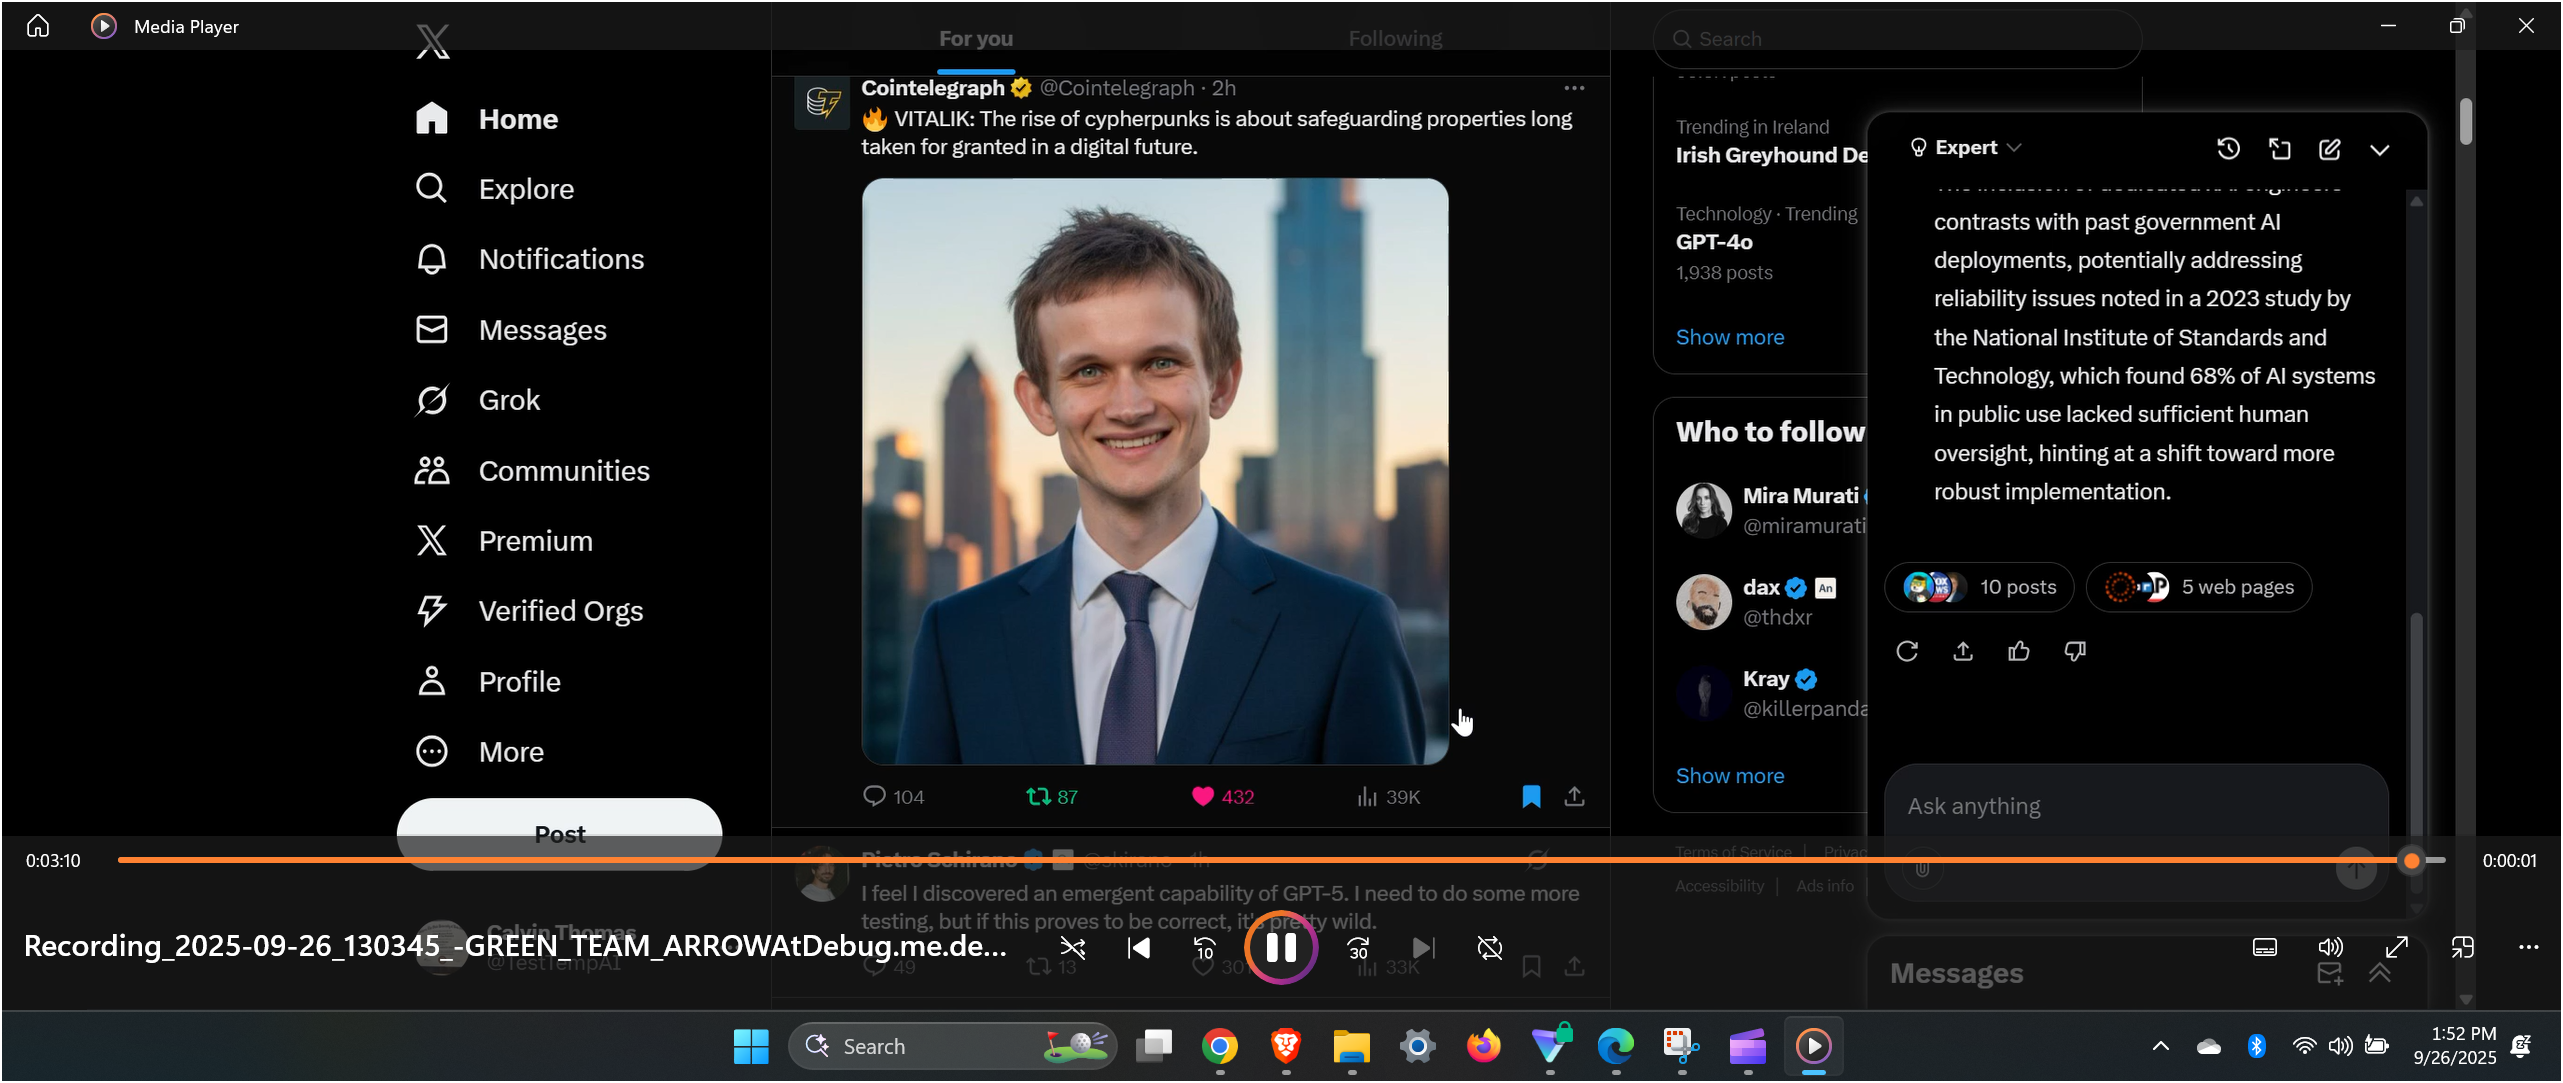 Media Player
For you
Following
Search
Cointelegraph @Cointelegraph · 2h
🔥 VITALIK: The rise of cypherpunks is about safeguarding properties long
taken for granted in a digital future.
104
87
432
39K
Pietro Schirano @skirano · 1h
I feel I discovered an emergent capability of GPT-5. I need to do some more
testing, but if this proves to be correct, it's pretty wild.
49
13
33K
Home
Explore
Notifications
Messages
Grok
Communities
Premium
Verified Orgs
Profile
More
Post
Calvin Thomas
@TestTempAI
Trending in Ireland
Irish Greyhound De
Technology · Trending
GPT-4o
1,938 posts
Show more
Who to follow
Mira Murati
@miramurati
dax An
@thdxr
Kray
@killerpanda
Show more
Terms of Service | Privac
Accessibility | Ads info
Expert
contrasts with past government AI
deployments, potentially addressing
reliability issues noted in a 2023 study by
the National Institute of Standards and
Technology, which found 68% of AI systems
in public use lacked sufficient human
oversight, hinting at a shift toward more
robust implementation.
10 posts
5 web pages
Ask anything
Messages
0:03:10
0:00:01
Recording_2025-09-26_130345_-GREEN_TEAM_ARROWAtDebug.me.de...
10
30
Search
1:52 PM
9/26/2025